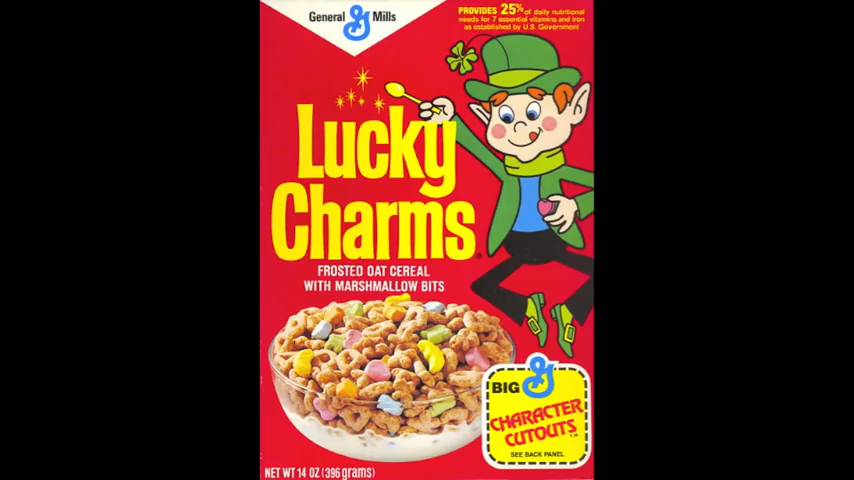 General G Mills
PROVIDES 25% of daily nutritional
needs for 7 essential vitamins and iron
as established by U.S. Government
Lucky
Charms®
FROSTED OAT CEREAL
WITH MARSHMALLOW BITS
BIG G
CHARACTER
CUTOUTS™
SEE BACK PANEL
NET WT 14 OZ (396 grams)